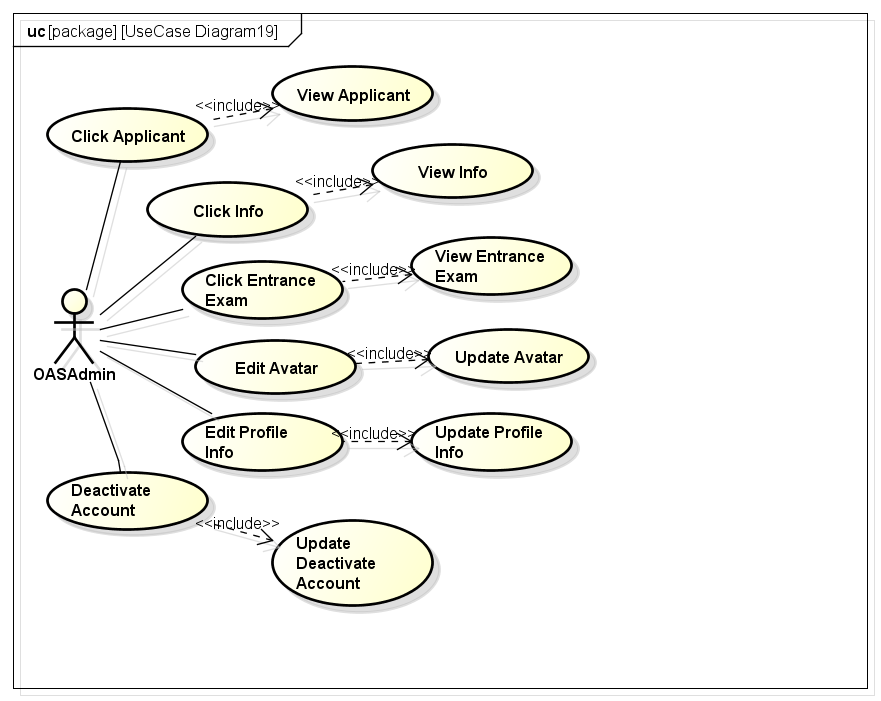 uc [package] [UseCase Diagram19]
<<include>>
View Applicant
Click Applicant
<<include>>
View Info
Click Info
<<include>>
View Entrance
Exam
Click Entrance
Exam
<<include>>
Update Avatar
Edit Avatar
OASAdmin
Edit Profile
Info
<<include>>
Update Profile
Info
Deactivate
Account
<<include>>
Update
Deactivate
Account